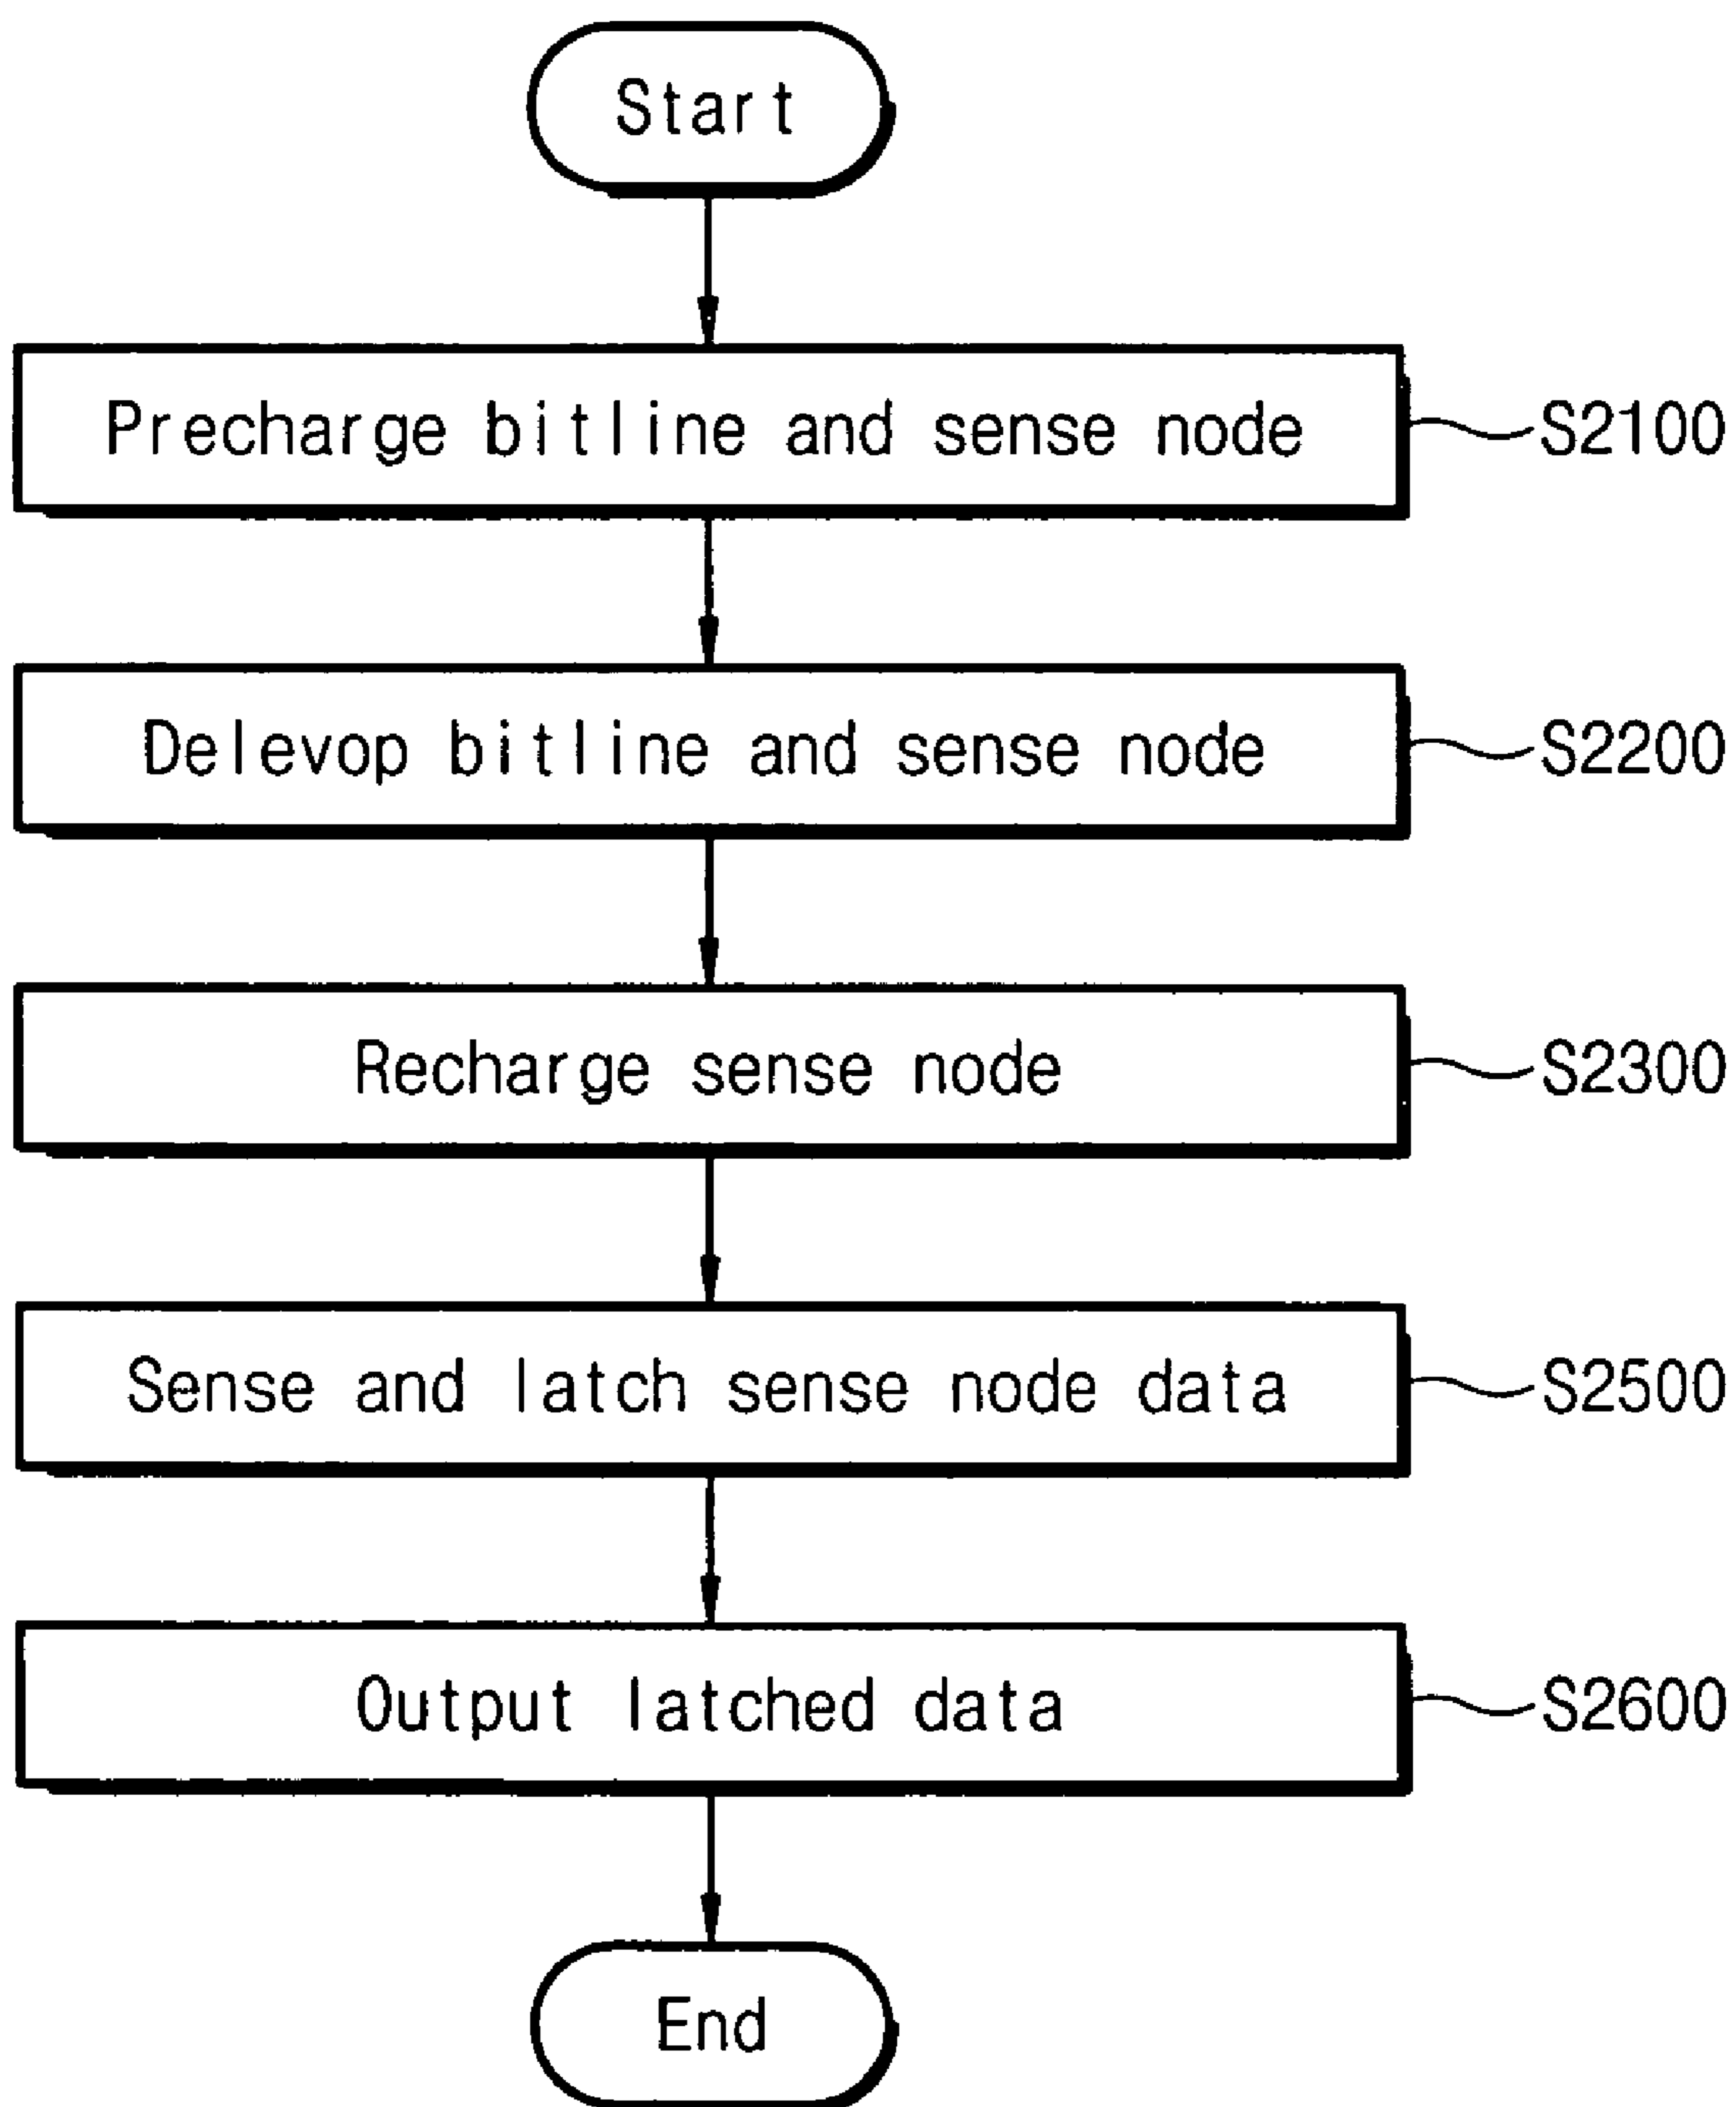 Start
Precharge bitline and sense node
S2100
Delevop bitline and sense node
S2200
Recharge sense node
S2300
Sense and latch sense node data
S2500
Output latched data
S2600
End